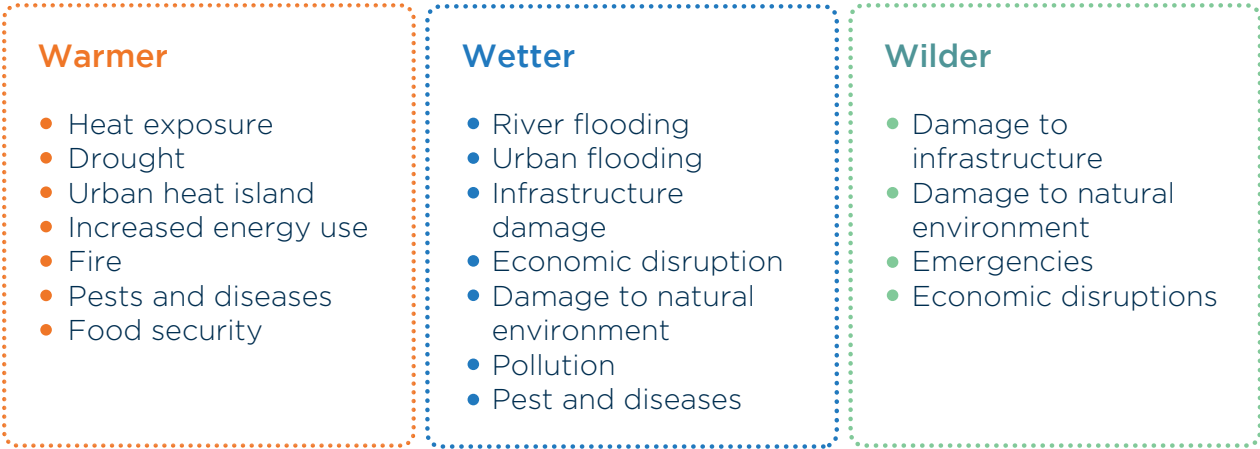 Warmer
• Heat exposure
• Drought
• Urban heat island
• Increased energy use
• Fire
• Pests and diseases
• Food security
Wetter
• River flooding
• Urban flooding
• Infrastructure
damage
• Economic disruption
• Damage to natural
environment
• Pollution
• Pest and diseases
Wilder
• Damage to
infrastructure
• Damage to natural
environment
• Emergencies
• Economic disruptions